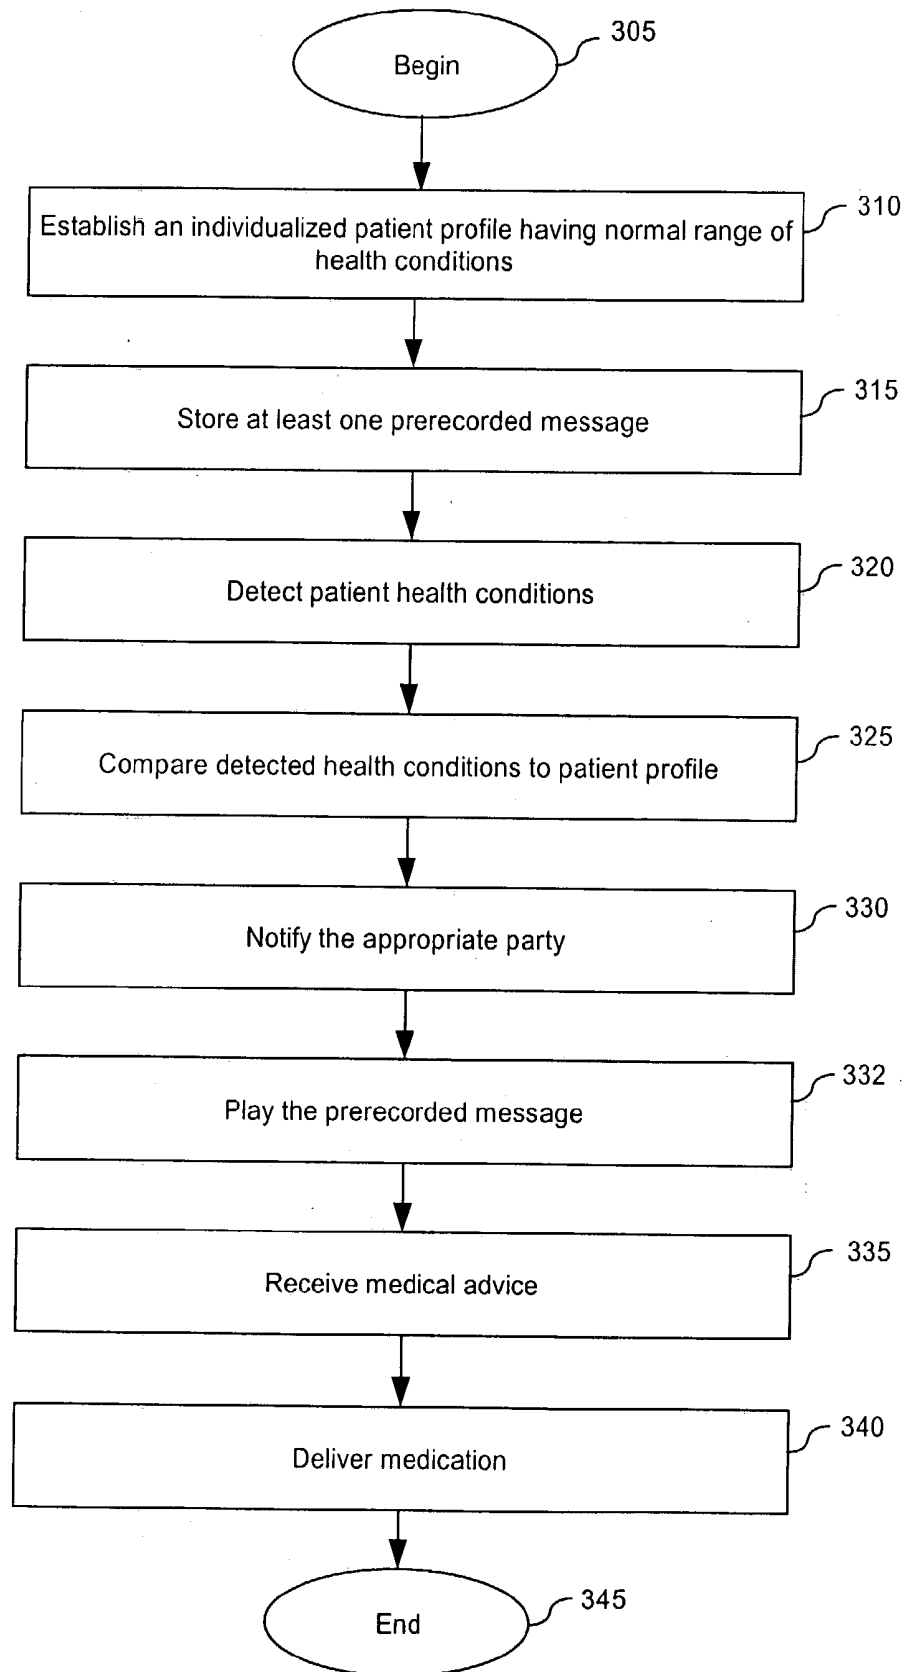 Begin
305
Establish an individualized patient profile having normal range of
health conditions
310
Store at least one prerecorded message
315
Detect patient health conditions
320
Compare detected health conditions to patient profile
325
Notify the appropriate party
330
Play the prerecorded message
332
Receive medical advice
335
Deliver medication
340
End
345